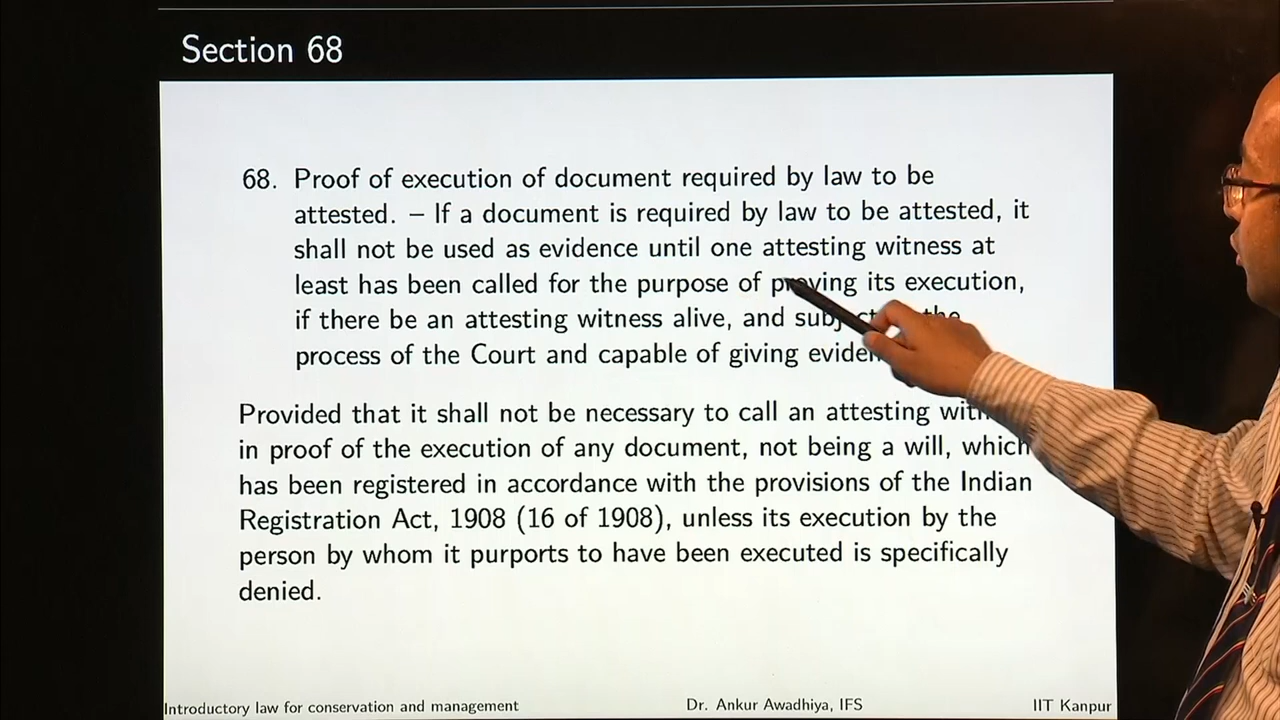 Section 68
68. Proof of execution of document required by law to be
attested. – If a document is required by law to be attested, it
shall not be used as evidence until one attesting witness at
least has been called for the purpose of proving its execution,
if there be an attesting witness alive, and subject the
process of the Court and capable of giving
Provided that it shall not be necessary to call an attesting
in proof of the execution of any document, not being a will, which
has been registered in accordance with the provisions of the Indian
Registration Act, 1908 (16 of 1908), unless its execution by the
person by whom it purports to have been executed is specifically
denied.
Introductory law for conservation and management Dr. Ankur Awadhiya, IFS IIT Kanpur